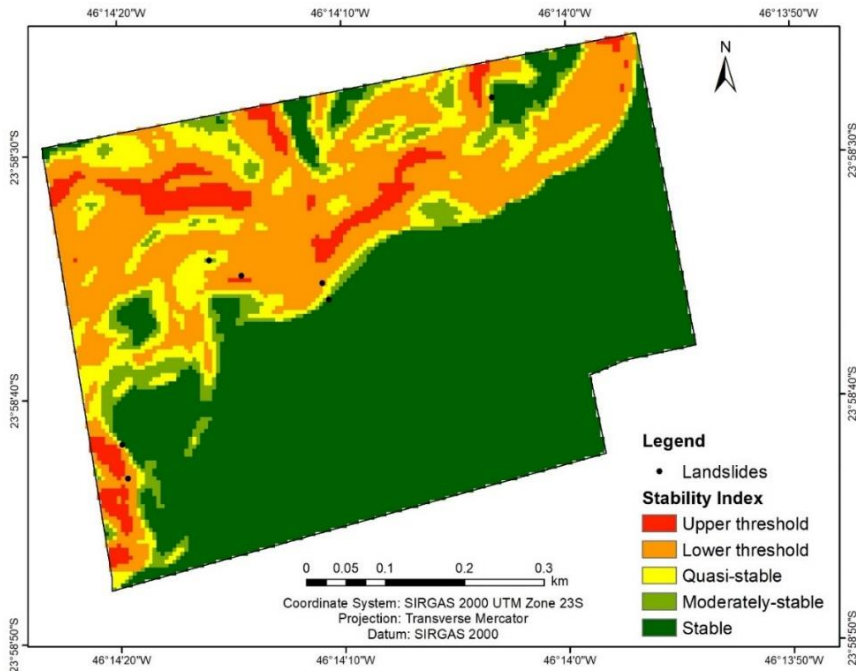 46°14'20"W 46°14'10"W 46°14'0"W 46°13'50"W
N
23°58'30"S 23°58'30"S
23°58'40"S 23°58'40"S
Legend
Landslides
Stability Index
Upper threshold
Lower threshold
Quasi-stable
Moderately-stable
Stable
0 0.05 0.1 0.2 0.3
km
Coordinate System: SIRGAS 2000 UTM Zone 23S
Projection: Transverse Mercator
Datum: SIRGAS 2000
23°58'50"S 23°58'50"S
46°14'20"W 46°14'10"W 46°14'0"W 46°13'50"W